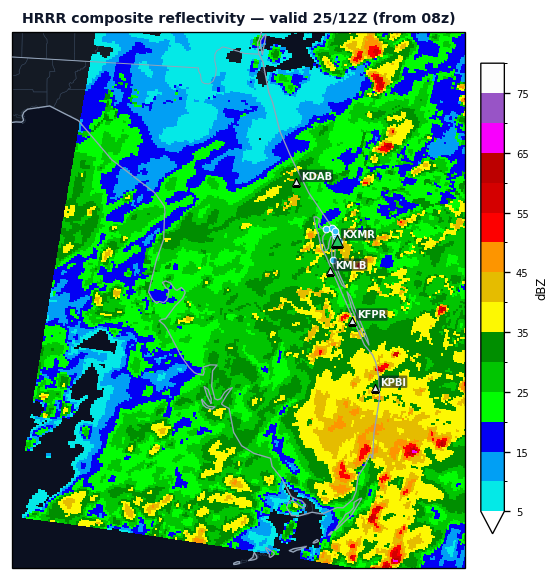 HRRR composite reflectivity — valid 25/12Z (from 08z)
KDAB
KXMR
KMLB
KFPR
KPBI
75
65
55
45
35
25
15
5
dBZ